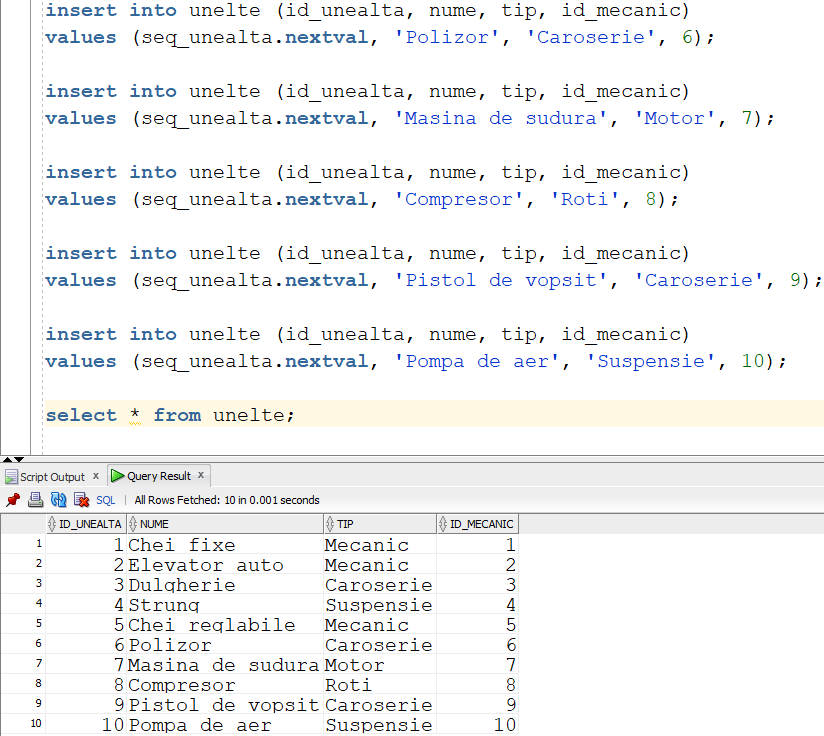 insert into unelte (id_unealta, nume, tip, id_mecanic)
values (seq_unealta.nextval, 'Polizor', 'Caroserie', 6);
insert into unelte (id_unealta, nume, tip, id_mecanic)
values (seq_unealta.nextval, 'Masina de sudura', 'Motor', 7);
insert into unelte (id_unealta, nume, tip, id_mecanic)
values (seq_unealta.nextval, 'Compresor', 'Roti', 8);
insert into unelte (id_unealta, nume, tip, id_mecanic)
values (seq_unealta.nextval, 'Pistol de vopsit', 'Caroserie', 9);
insert into unelte (id_unealta, nume, tip, id_mecanic)
values (seq_unealta.nextval, 'Pompa de aer', 'Suspensie', 10);
select * from unelte;
Script Output x Query Result x
SQL | All Rows Fetched: 10 in 0.001 seconds
ID_UNEALTA NUME TIP ID_MECANIC
1 1 Chei fixe Mecanic 1
2 2 Elevator auto Mecanic 2
3 3 Dulgherie Caroserie 3
4 4 Strung Suspensie 4
5 5 Chei reglabile Mecanic 5
6 6 Polizor Caroserie 6
7 7 Masina de sudura Motor 7
8 8 Compresor Roti 8
9 9 Pistol de vopsit Caroserie 9
10 10 Pompa de aer Suspensie 10